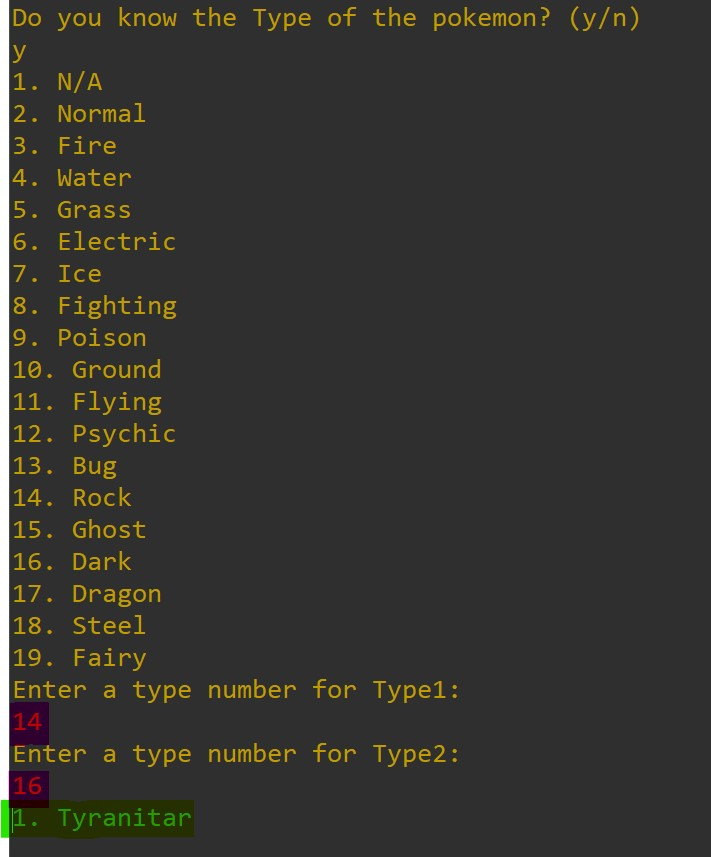 Do you know the Type of the pokemon? (y/n)
y
1. N/A
2. Normal
3. Fire
4. Water
5. Grass
6. Electric
7. Ice
8. Fighting
9. Poison
10. Ground
11. Flying
12. Psychic
13. Bug
14. Rock
15. Ghost
16. Dark
17. Dragon
18. Steel
19. Fairy
Enter a type number for Type1:
14
Enter a type number for Type2:
16
1. Tyranitar